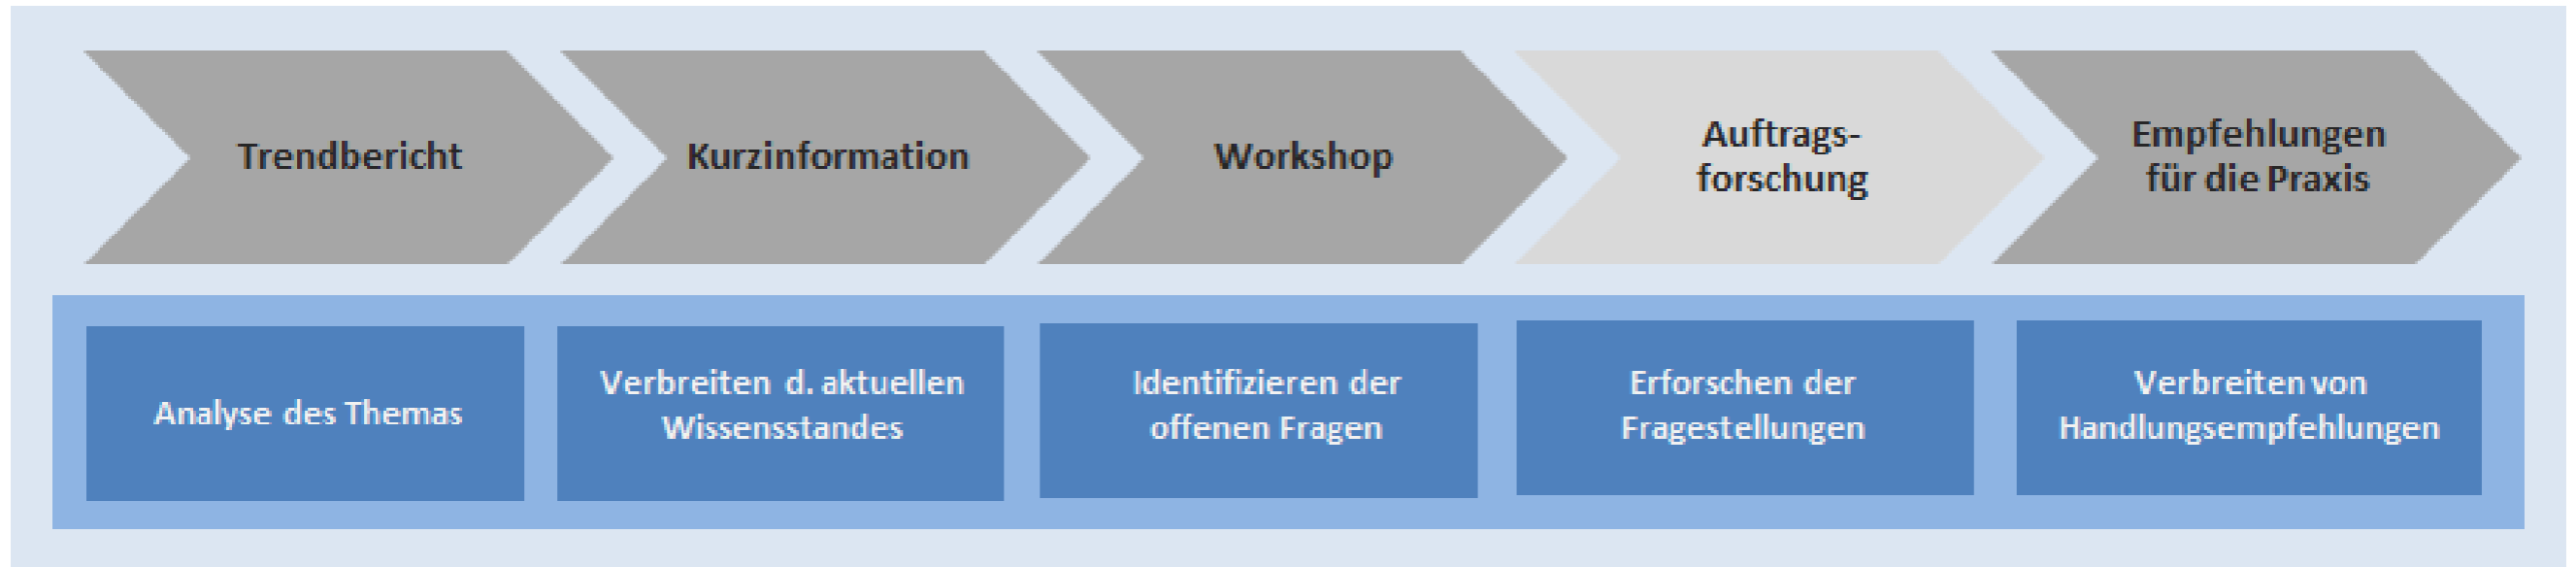 Trendbericht
Kurzinformation
Workshop
Auftrags-
forschung
Empfehlungen
für die Praxis
Analyse des Themas
Verbreiten d. aktuellen
Wissensstandes
Identifizieren der
offenen Fragen
Erforschen der
Fragestellungen
Verbreiten von
Handlungsempfehlungen